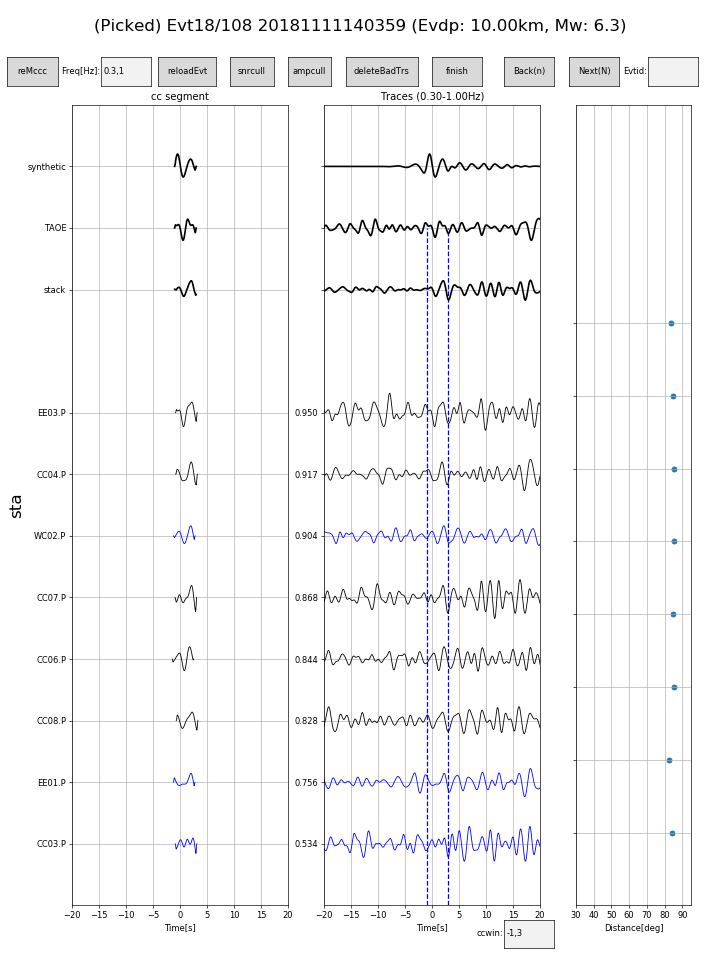 (Picked) Evt18/108 20181111140359 (Evdp: 10.00km, Mw: 6.3)
reMccc Freq[Hz]: 0.3,1 reloadEvt snrcull ampcull deleteBadTrs finish Back(n) Next(N) Evtid:
cc segment Traces (0.30-1.00Hz)
synthetic
TAOE
stack
EE03.P 0.950
CC04.P 0.917
sta
WC02.P 0.904
CC07.P 0.868
CC06.P 0.844
CC08.P 0.828
EE01.P 0.756
CC03.P 0.534
−20 −15 −10 −5 0 5 10 15 20 −20 −15 −10 −5 0 5 10 15 20 30 40 50 60 70 80 90
Time[s] Time[s] Distance[deg]
ccwin: -1,3